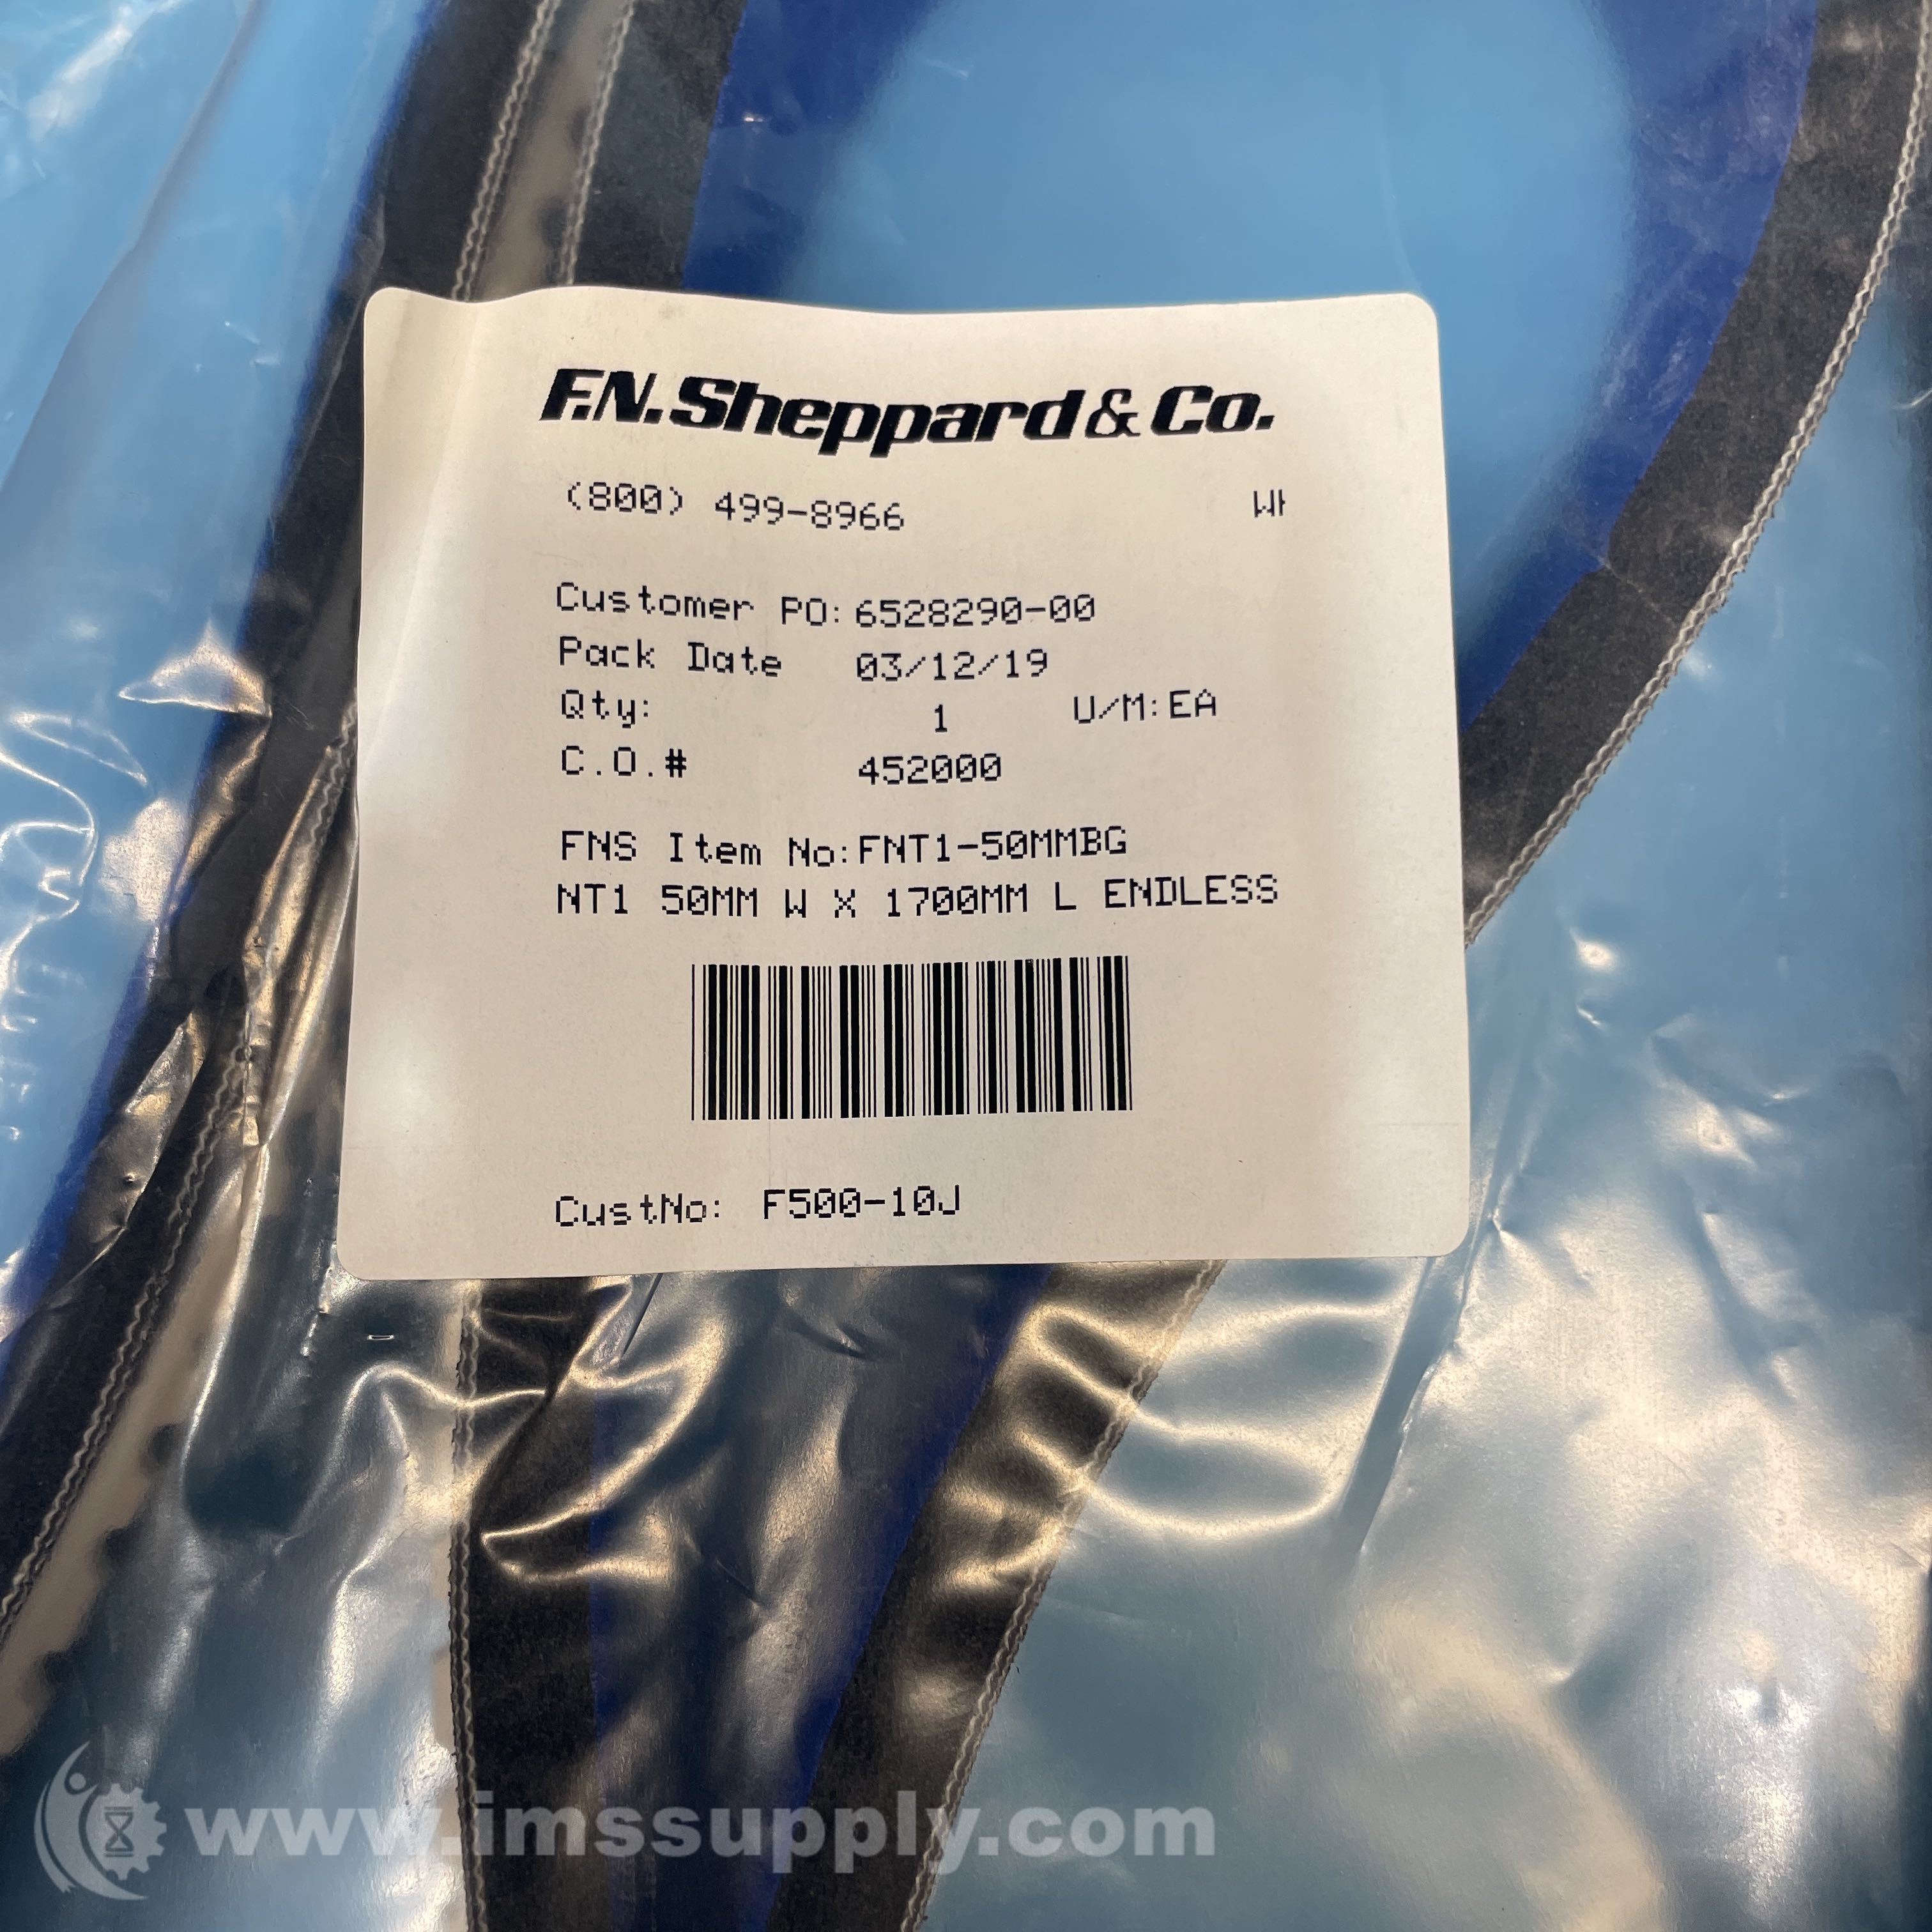 F.N. Sheppard & Co.
(800) 499-8966
Customer PO: 6528290-00
Pack Date 03/12/19
Qty: 1 U/M: EA
C.O.# 452000
FNS Item No: FNT1-50MMBG
NT1 50MM W X 1700MM L ENDLESS
CustNo: F500-10J
www.imssupply.com